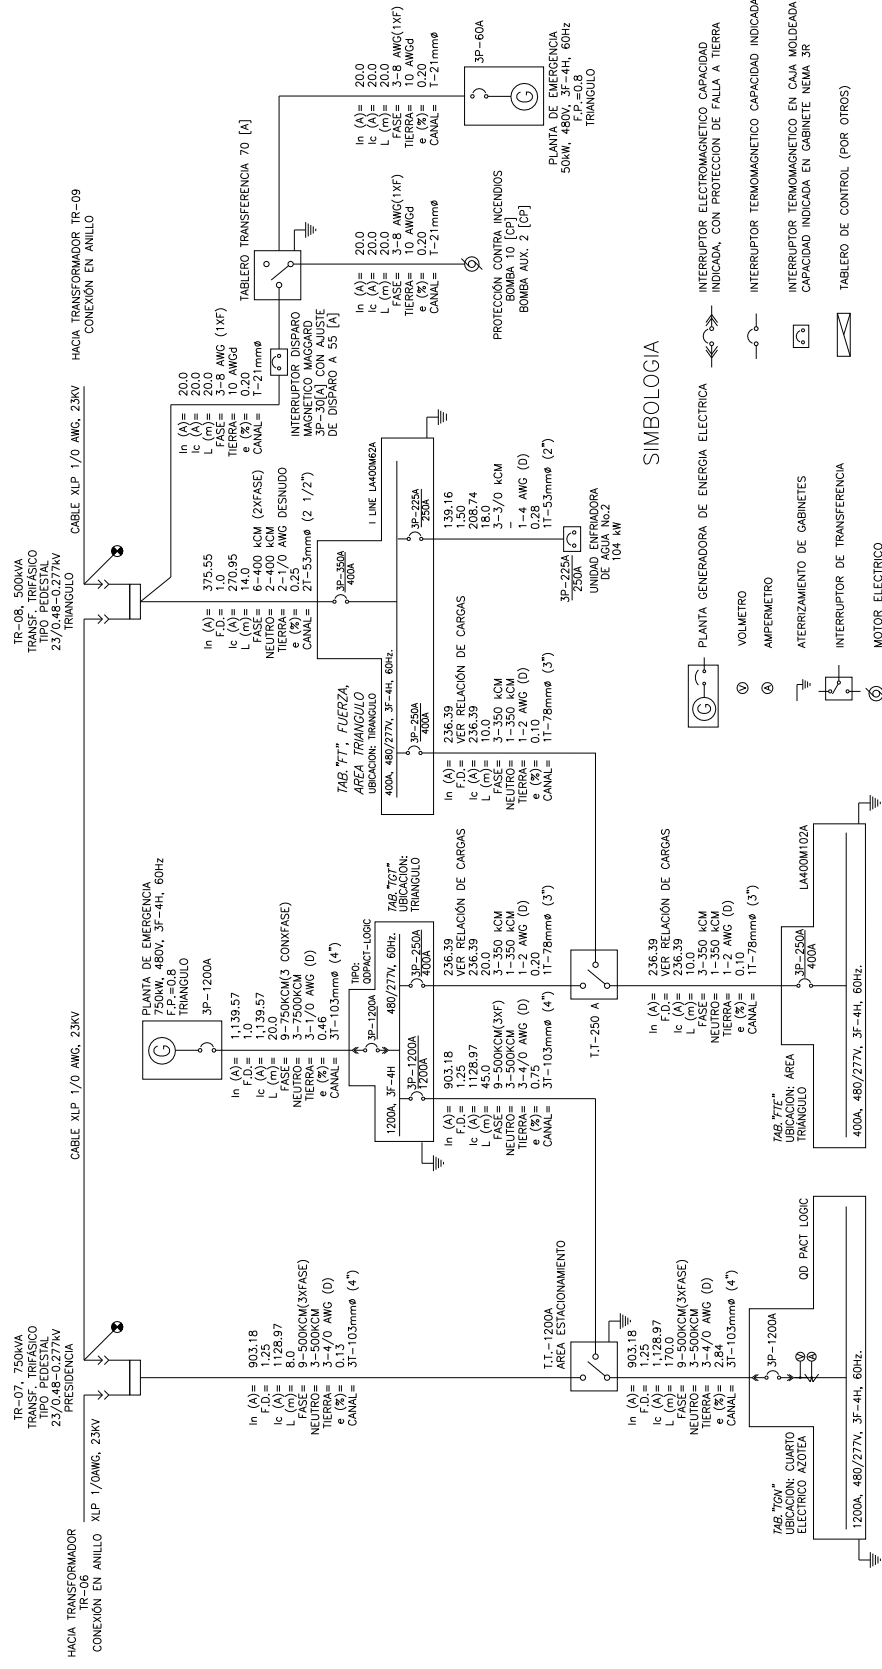 HACIA TRANSFORMADOR
TR-06
CONEXIÓN EN ANILLO
XLP 1/0AWG, 23KV
TR-07, 750kVA
TRANSF. TRIFÁSICO
TIPO PEDESTAL
23/0.48-0.277kV
PRESIDENCIA
CABLE XLP 1/0 AWG, 23KV
TR-08, 500kVA
TRANSF. TRIFÁSICO
TIPO PEDESTAL
23/0.48-0.277kV
TRIANGULO
CABLE XLP 1/0 AWG, 23KV
HACIA TRANSFORMADOR TR-09
CONEXIÓN EN ANILLO
In (A)= 903.18
F.D.= 1.25
Ic (A)= 1128.97
L (m)= 8.0
FASE= 9-500KCM(3XFASE)
NEUTRO= 3-500KCM
TIERRA= 3-4/0 AWG (D)
e (%)= 0.13
CANAL= 3T-103mmø (4")
T.T.-1200A
AREA ESTACIONAMIENTO
In (A)= 903.18
F.D.= 1.25
Ic (A)= 1,128.97
L (m)= 170.0
FASE= 9-500KCM(3XFASE)
NEUTRO= 3-500KCM
TIERRA= 3-4/0 AWG (D)
e (%)= 2.84
CANAL= 3T-103mmø (4")
3P-1200A
QD PACT LOGIC
V
A
TAB."TGN"
UBICACION: CUARTO
ELECTRICO AZOTEA
1200A, 480/277V, 3F-4H, 60Hz.
PLANTA DE EMERGENCIA
750kW, 480V, 3F-4H, 60Hz
F.P.=0.8
TRIANGULO
G
3P-1200A
In (A)= 1,139.57
F.D.= 1.0
Ic (A)= 1,139.57
L (m)= 20.0
FASE= 9-750KCM(3 CONXFASE)
NEUTRO= 3-7500KCM
TIERRA= 3-1/0 AWG (D)
e (%)= 0.46
CANAL= 3T-103mmø (4")
TIPO:
QDPACT-LOGIC
3P-1200A
TAB."TGT"
UBICACION:
TRIANGULO
1200A, 3F-4H
480/277V, 60Hz.
3P-1200A
1200A
3P-250A
400A
In (A)= 903.18
F.D.= 1.25
Ic (A)= 1128.97
L (m)= 45.0
FASE= 9-500KCM(3XF)
NEUTRO= 3-500KCM
TIERRA= 3-4/0 AWG (D)
e (%)= 0.75
CANAL= 3T-103mmø (4")
236.39
VER RELACIÓN DE CARGAS
236.39
20.0
3-350 kCM
1-350 kCM
1-2 AWG (D)
0.20
1T-78mmø (3")
T.T-250 A
In (A)= 236.39
F.D.= VER RELACIÓN DE CARGAS
Ic (A)= 236.39
L (m)= 10.0
FASE= 3-350 kCM
NEUTRO= 1-350 kCM
TIERRA= 1-2 AWG (D)
e (%)= 0.10
CANAL= 1T-78mmø (3")
LA400M102A
3P-250A
400A
TAB."FTE"
UBICACION: ÁREA
TRIÁNGULO
400A, 480/277V, 3F-4H, 60Hz.
In (A)= 375.55
F.D.= 1.0
Ic (A)= 270.95
L (m)= 14.0
FASE= 6-400 kCM (2XFASE)
NEUTRO= 2-400 kCM
TIERRA= 2-1/0 AWG DESNUDO
e (%)= 0.25
CANAL= 2T-53mmø (2 1/2")
3P-350A
400A
I LINE LA400M62A
TAB."FT", FUERZA,
AREA TRIANGULO
UBICACION: TIRANGULO
400A, 480/277V, 3F-4H, 60Hz.
3P-250A
400A
3P-225A
250A
In (A)= 236.39
F.D.= VER RELACIÓN DE CARGAS
Ic (A)= 236.39
L (m)= 10.0
FASE= 3-350 kCM
NEUTRO= 1-350 kCM
TIERRA= 1-2 AWG (D)
e (%)= 0.10
CANAL= 1T-78mmø (3")
139.16
1.50
208.74
18.0
3-3/0 kCM
-
1-4 AWG (D)
0.28
1T-53mmø (2")
3P-225A
250A
UNIDAD ENFRIADORA
DE AGUA No.2
104 kW
In (A)= 20.0
Ic (A)= 20.0
L (m)= 20.0
FASE= 3-8 AWG (1XF)
TIERRA= 10 AWGd
e (%)= 0.20
CANAL= T-21mmø
INTERRUPTOR DISPARO
MAGNETICO MAGGARD
3P-30[A] CON AJUSTE
DE DISPARO A 55 [A]
TABLERO TRANSFERENCIA 70 [A]
In (A)= 20.0
Ic (A)= 20.0
L (m)= 20.0
FASE= 3-8 AWG(1XF)
TIERRA= 10 AWGd
e (%)= 0.20
CANAL= T-21mmø
PROTECCIÓN CONTRA INCENDIOS
BOMBA 10 [CP]
BOMBA AUX. 2 [CP]
In (A)= 20.0
Ic (A)= 20.0
L (m)= 20.0
FASE= 3-8 AWG(1XF)
TIERRA= 10 AWGd
e (%)= 0.20
CANAL= T-21mmø
3P-60A
G
PLANTA DE EMERGENCIA
50kW, 480V, 3F-4H, 60Hz
F.P.=0.8
TRIANGULO
SIMBOLOGIA
G
PLANTA GENERADORA DE ENERGIA ELECTRICA
V
VOLMETRO
A
AMPERMETRO
ATERRIZAMIENTO DE GABINETES
INTERRUPTOR DE TRANSFERENCIA
MOTOR ELECTRICO
INTERRUPTOR ELECTROMAGNETICO CAPACIDAD
INDICADA, CON PROTECCION DE FALLA A TIERRA
INTERRUPTOR TERMOMAGNETICO CAPACIDAD INDICADA
INTERRUPTOR TERMOMAGNETICO EN CAJA MOLDEADA
CAPACIDAD INDICADA EN GABINETE NEMA 3R
TABLERO DE CONTROL (POR OTROS)